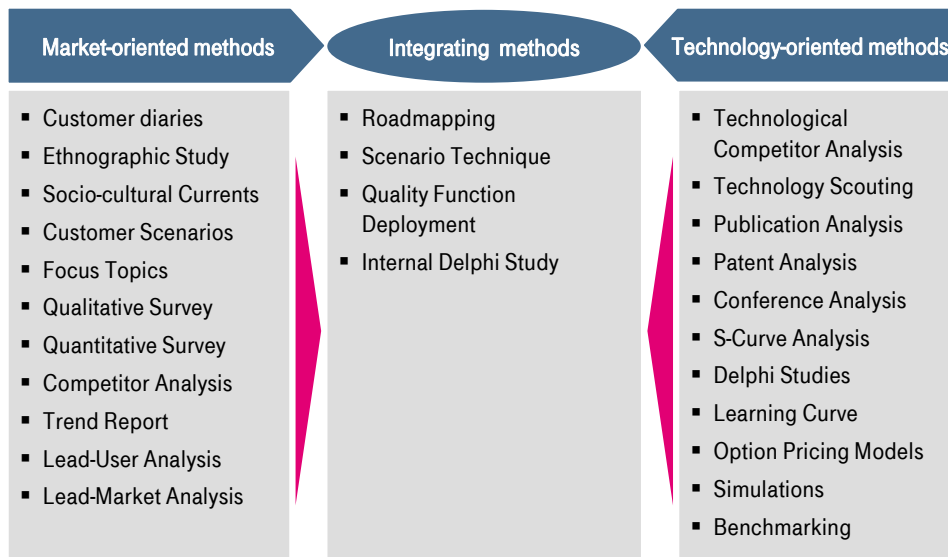 Market-oriented methods
Integrating methods
Technology-oriented methods
▪ Customer diaries
▪ Ethnographic Study
▪ Socio-cultural Currents
▪ Customer Scenarios
▪ Focus Topics
▪ Qualitative Survey
▪ Quantitative Survey
▪ Competitor Analysis
▪ Trend Report
▪ Lead-User Analysis
▪ Lead-Market Analysis
▪ Roadmapping
▪ Scenario Technique
▪ Quality Function
Deployment
▪ Internal Delphi Study
▪ Technological
Competitor Analysis
▪ Technology Scouting
▪ Publication Analysis
▪ Patent Analysis
▪ Conference Analysis
▪ S-Curve Analysis
▪ Delphi Studies
▪ Learning Curve
▪ Option Pricing Models
▪ Simulations
▪ Benchmarking